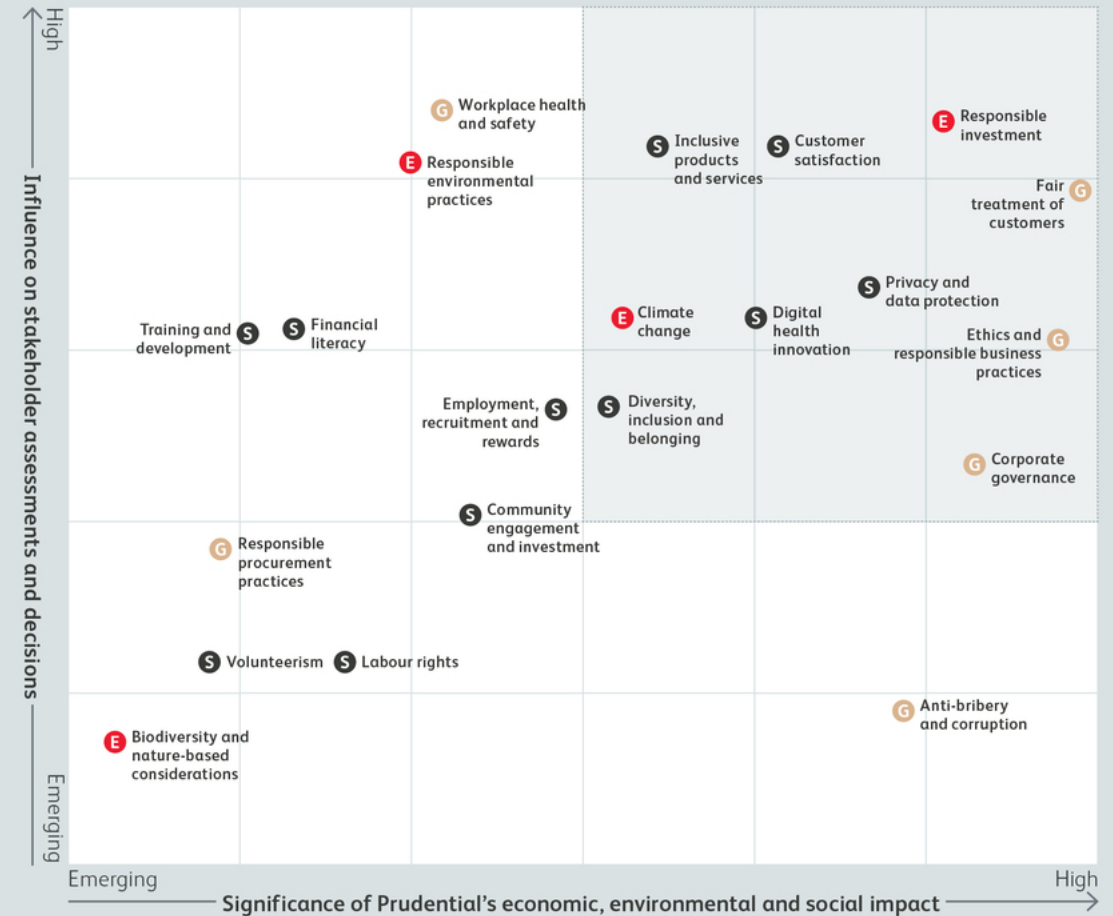 High
Influence on stakeholder assessments and decisions
Emerging
G
Workplace health
and safety
E
Responsible
environmental
practices
S
Inclusive
products
and services
S
Customer
satisfaction
E
Responsible
investment
Fair
treatment of
customers
G
S
Privacy and
data protection
E
Climate
change
S
Digital
health
innovation
Ethics and
responsible business
practices
G
Training and
development
S
S
Financial
literacy
Employment,
recruitment and
rewards
S
S
Diversity,
inclusion and
belonging
G
Corporate
governance
S
Community
engagement
and investment
G
Responsible
procurement
practices
S
Volunteerism
S
Labour rights
G
Anti-bribery
and corruption
E
Biodiversity and
nature-based
considerations
Emerging
High
Significance of Prudential's economic, environmental and social impact